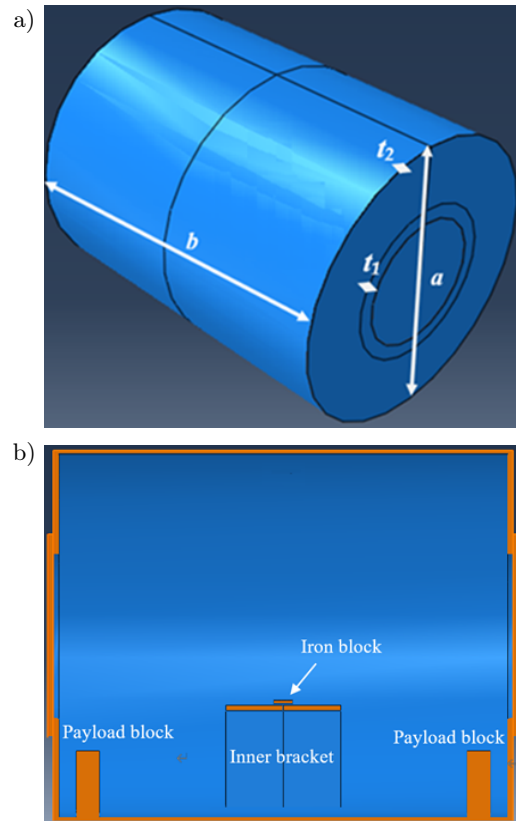 a)
t₂
b
t₁
a
b)
Iron block
Payload block
Payload block
Inner bracket